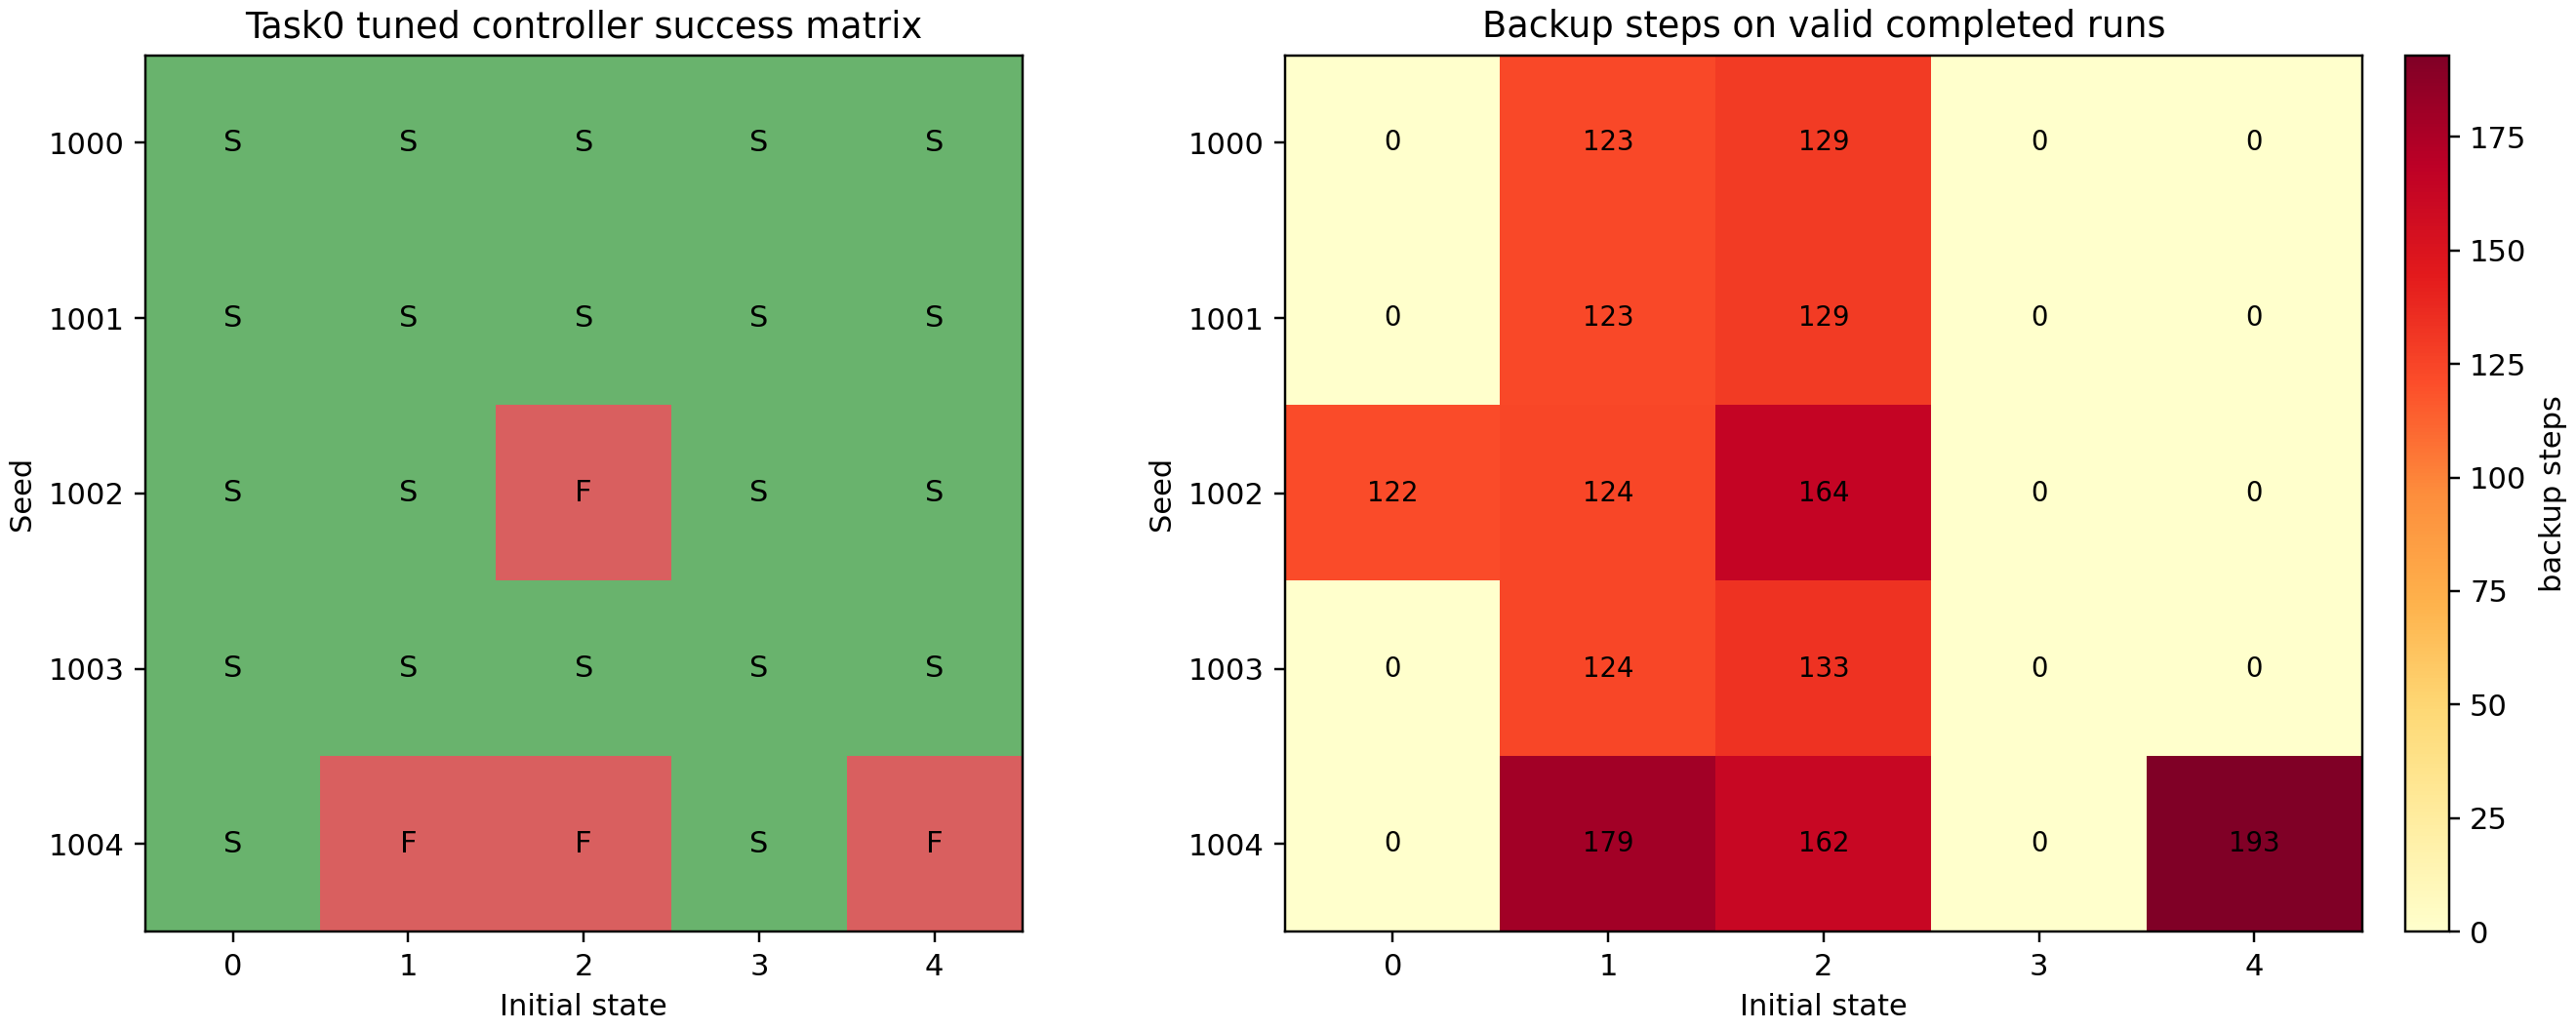 Task0 tuned controller success matrix
Seed
1000 S S S S S
1001 S S S S S
1002 S S F S S
1003 S S S S S
1004 S F F S F
0 1 2 3 4
Initial state
Backup steps on valid completed runs
Seed
1000 0 123 129 0 0
1001 0 123 129 0 0
1002 122 124 164 0 0
1003 0 124 133 0 0
1004 0 179 162 0 193
0 1 2 3 4
Initial state
175
150
125
100
75
50
25
0
backup steps